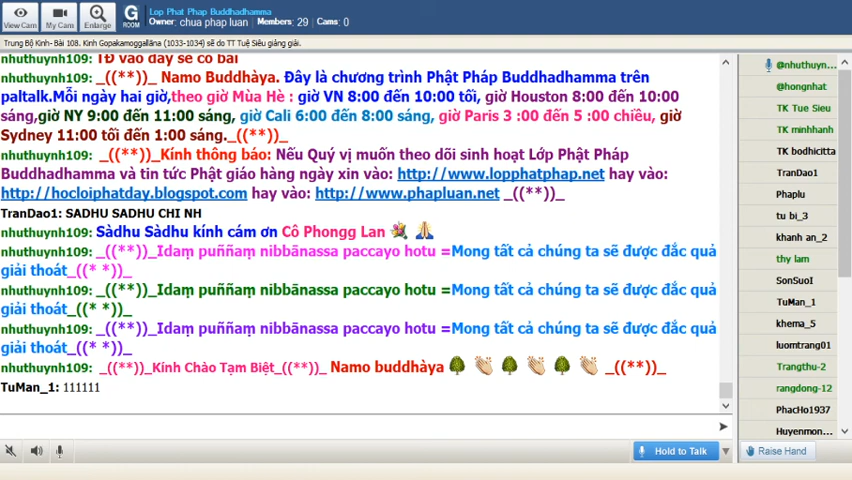 View Cam
My Cam
Enlarge
G
ROOM
Lop Phat Phap Buddhadhamma
Owner: chua phap luan Members: 29 Cams: 0
Trung Bộ Kinh- Bài 108. Kinh Gopakamoggallāna (1033-1034) sẽ do TT Tuệ Siêu giảng giải.
nhuthuynh109: TĐ vào đây sẽ có bài
nhuthuynh109: _((**))_ Namo Buddhàya. Đây là chương trình Phật Pháp Buddhadhamma trên
paltalk.Mỗi ngày hai giờ,theo giờ Mùa Hè : giờ VN 8:00 đến 10:00 tối, giờ Houston 8:00 đến 10:00
sáng,giờ NY 9:00 đến 11:00 sáng, giờ Cali 6:00 đến 8:00 sáng, giờ Paris 3 :00 đến 5 :00 chiều, giờ
Sydney 11:00 tối đến 1:00 sáng._((**))_
nhuthuynh109: _((**))_Kính thông báo: Nếu Quý vị muốn theo dõi sinh hoạt Lớp Phật Pháp
Buddhadhamma và tin tức Phật giáo hàng ngày xin vào: http://www.lopphatphap.net hay vào:
http://hocloiphatday.blogspot.com hay vào: http://www.phapluan.net _((**))_
TranDao1: SADHU SADHU CHI NH
nhuthuynh109: Sàdhu Sàdhu kính cám ơn Cô Phongg Lan
nhuthuynh109: _((**))_Idaṃ puññaṃ nibbānassa paccayo hotu =Mong tất cả chúng ta sẽ được đắc quả
giải thoát_((* *))_
nhuthuynh109: _((**))_Idaṃ puññaṃ nibbānassa paccayo hotu =Mong tất cả chúng ta sẽ được đắc quả
giải thoát_((* *))_
nhuthuynh109: _((**))_Idaṃ puññaṃ nibbānassa paccayo hotu =Mong tất cả chúng ta sẽ được đắc quả
giải thoát_((* *))_
nhuthuynh109: _((**))_Kính Chào Tạm Biệt_((**))_ Namo buddhàya _((**))_
TuMan_1: 111111
Hold to Talk
@nhuthuyn...
@hongnhat
TK Tue Sieu
TK minhhanh
TK bodhicitta
TranDao1
Phaplu
tu bi_3
khanh an_2
thy lam
SonSuoI
TuMan_1
khema_5
luomtrang01
Trangthu-2
rangdong-12
PhacHo1937
Huyenmon...
Raise Hand